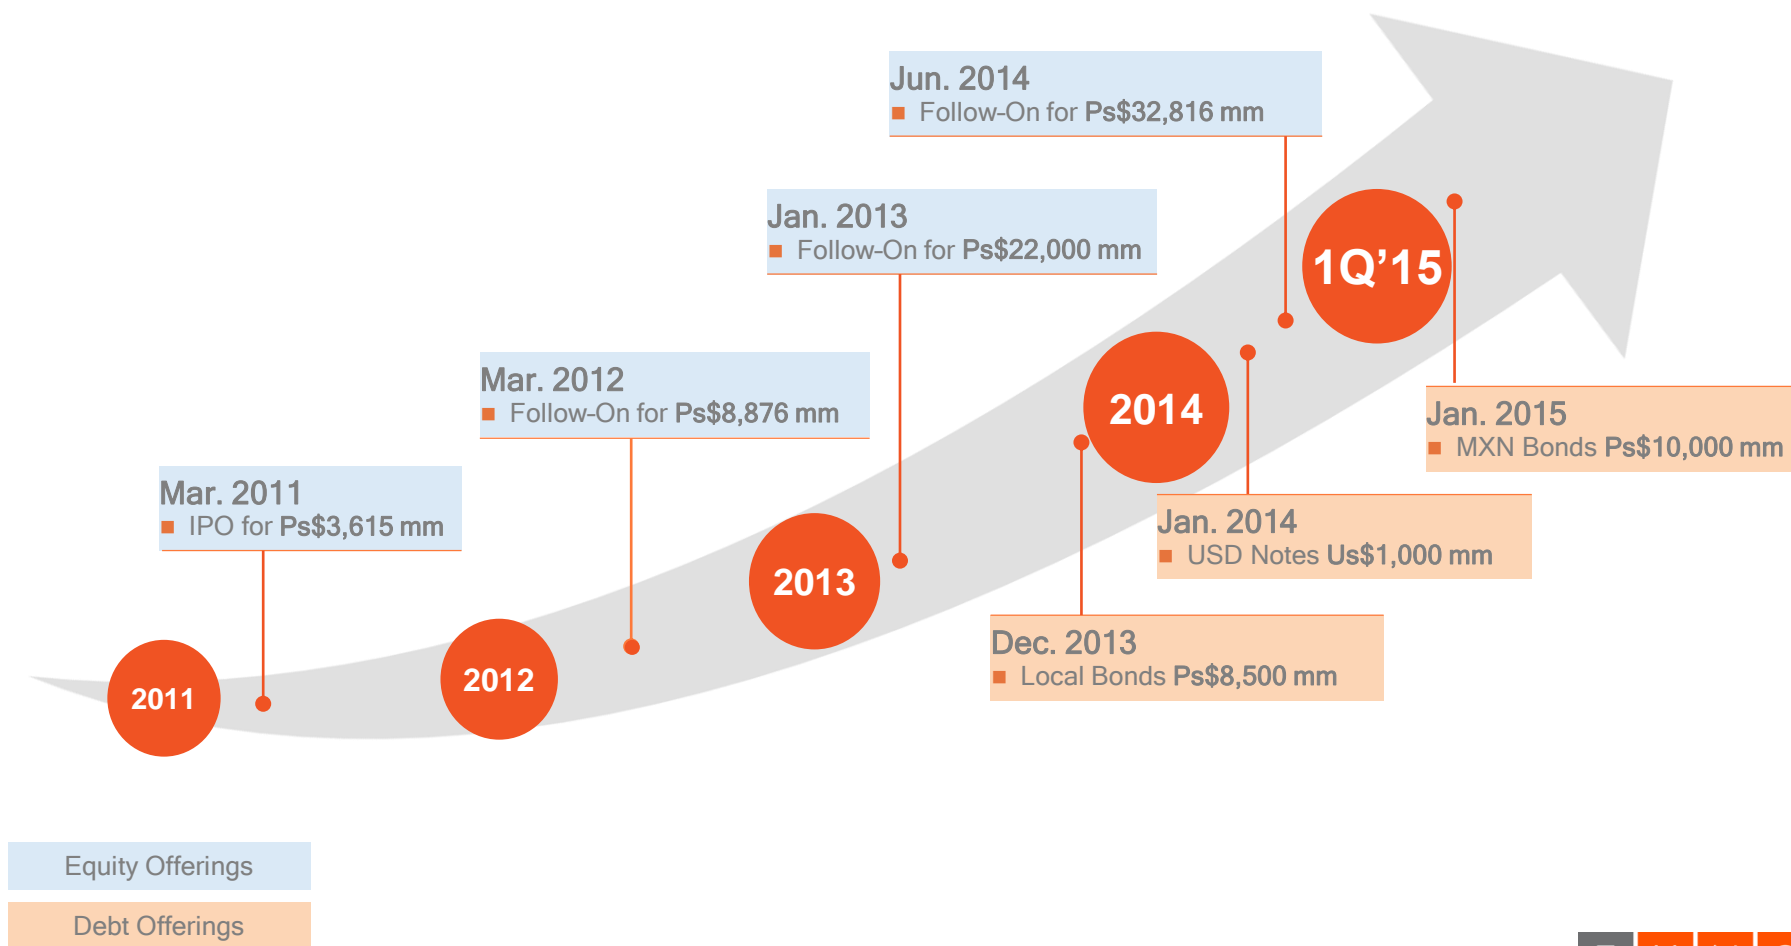 Jun. 2014
Follow-On for Ps$32,816 mm
Jan. 2013
Follow-On for Ps$22,000 mm
1Q’15
Mar. 2012
Follow-On for Ps$8,876 mm
2014
Jan. 2015
MXN Bonds Ps$10,000 mm
Mar. 2011
IPO for Ps$3,615 mm
Jan. 2014
USD Notes Us$1,000 mm
2013
Dec. 2013
Local Bonds Ps$8,500 mm
2012
2011
Equity Offerings
Debt Offerings